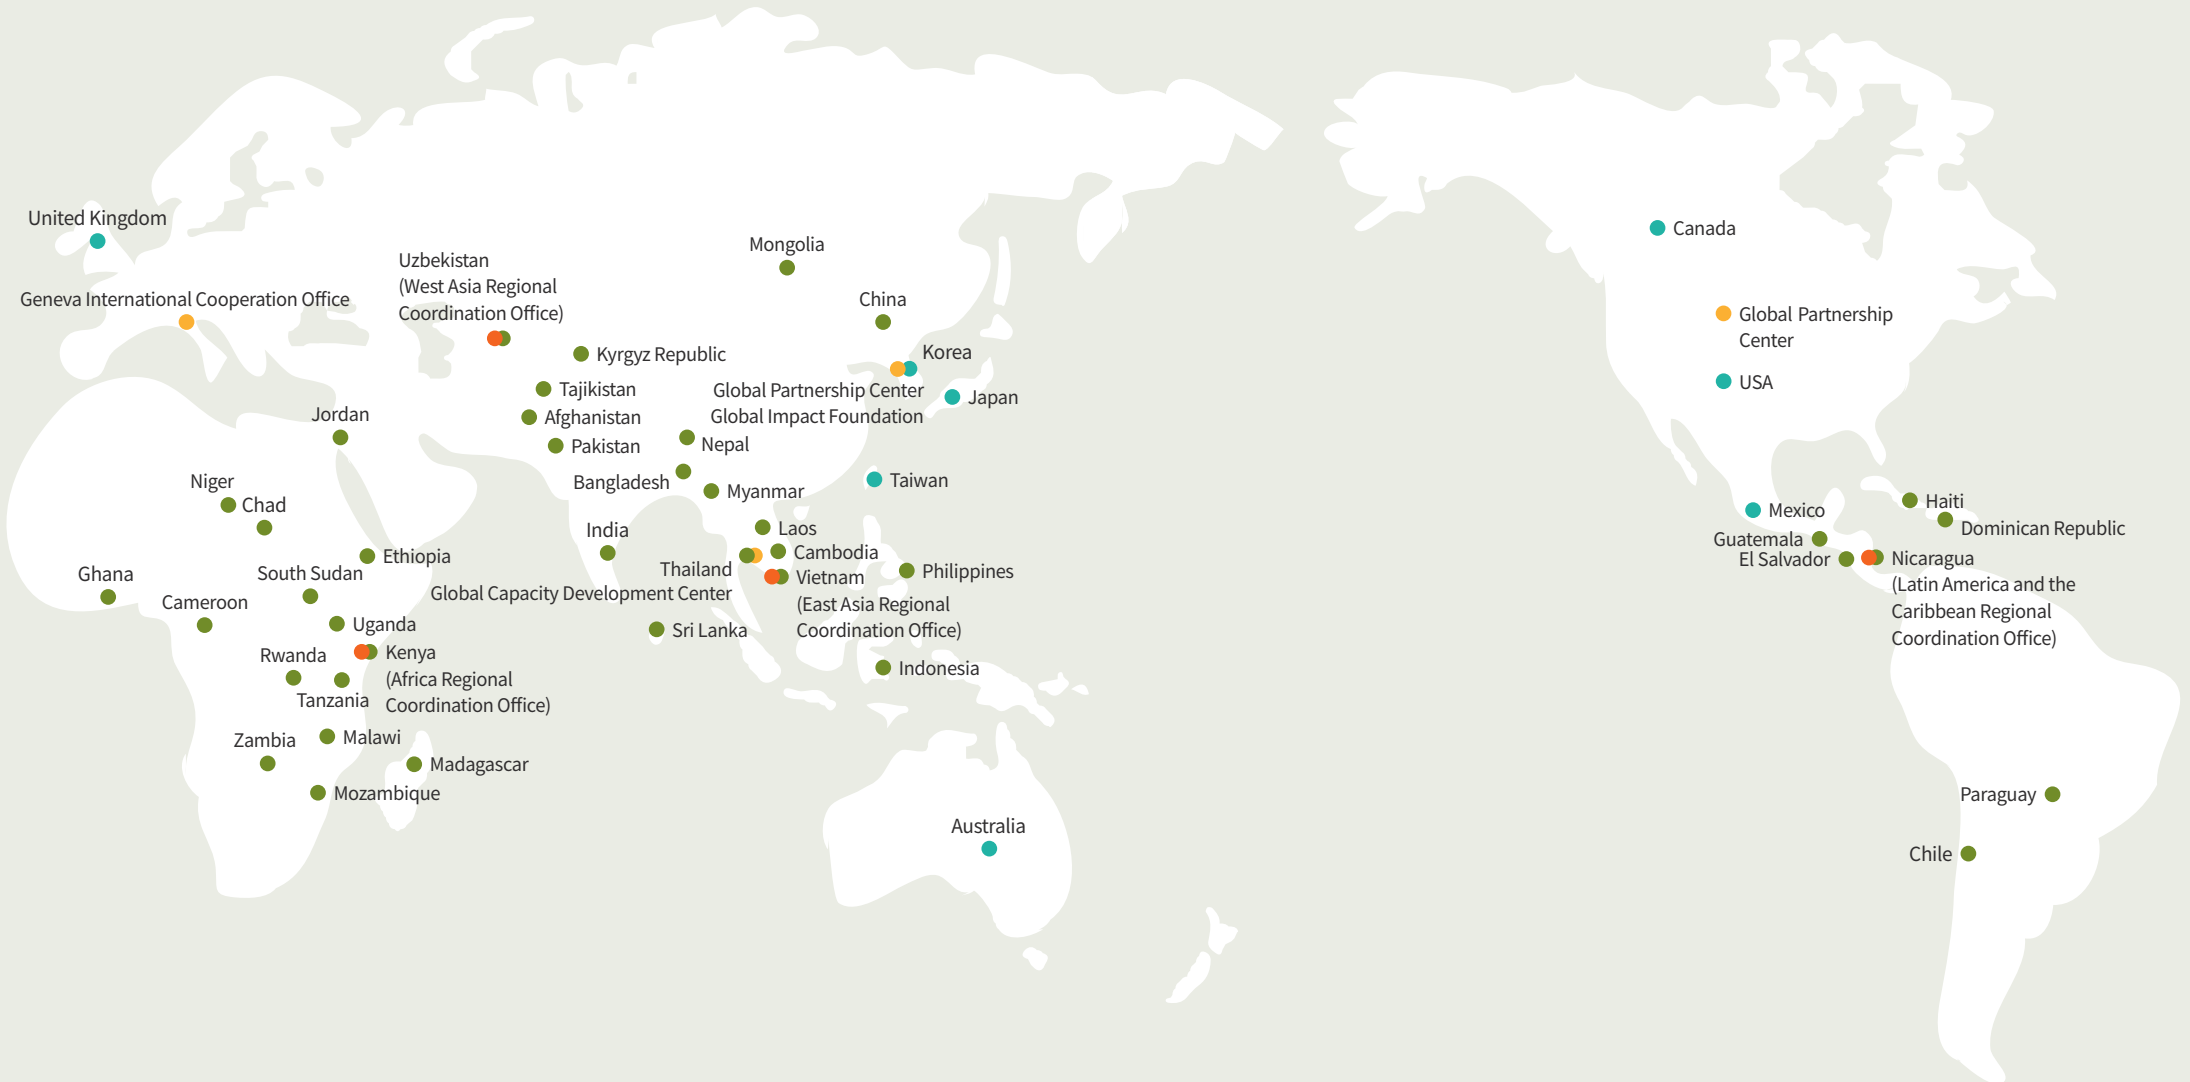 United Kingdom
Geneva International Cooperation Office
Uzbekistan
(West Asia Regional
Coordination Office)
Mongolia
China
Kyrgyz Republic
Korea
Global Partnership Center
Global Impact Foundation
Japan
Tajikistan
Afghanistan
Pakistan
Nepal
Bangladesh
Myanmar
Taiwan
Jordan
Niger
Chad
Ethiopia
Ghana
South Sudan
Cameroon
Uganda
Rwanda
Kenya
(Africa Regional
Coordination Office)
Tanzania
Zambia
Malawi
Madagascar
Mozambique
India
Laos
Cambodia
Thailand
Global Capacity Development Center
Vietnam
(East Asia Regional
Coordination Office)
Philippines
Sri Lanka
Indonesia
Australia
Canada
Global Partnership
Center
USA
Mexico
Haiti
Dominican Republic
Guatemala
El Salvador
Nicaragua
(Latin America and the
Caribbean Regional
Coordination Office)
Paraguay
Chile